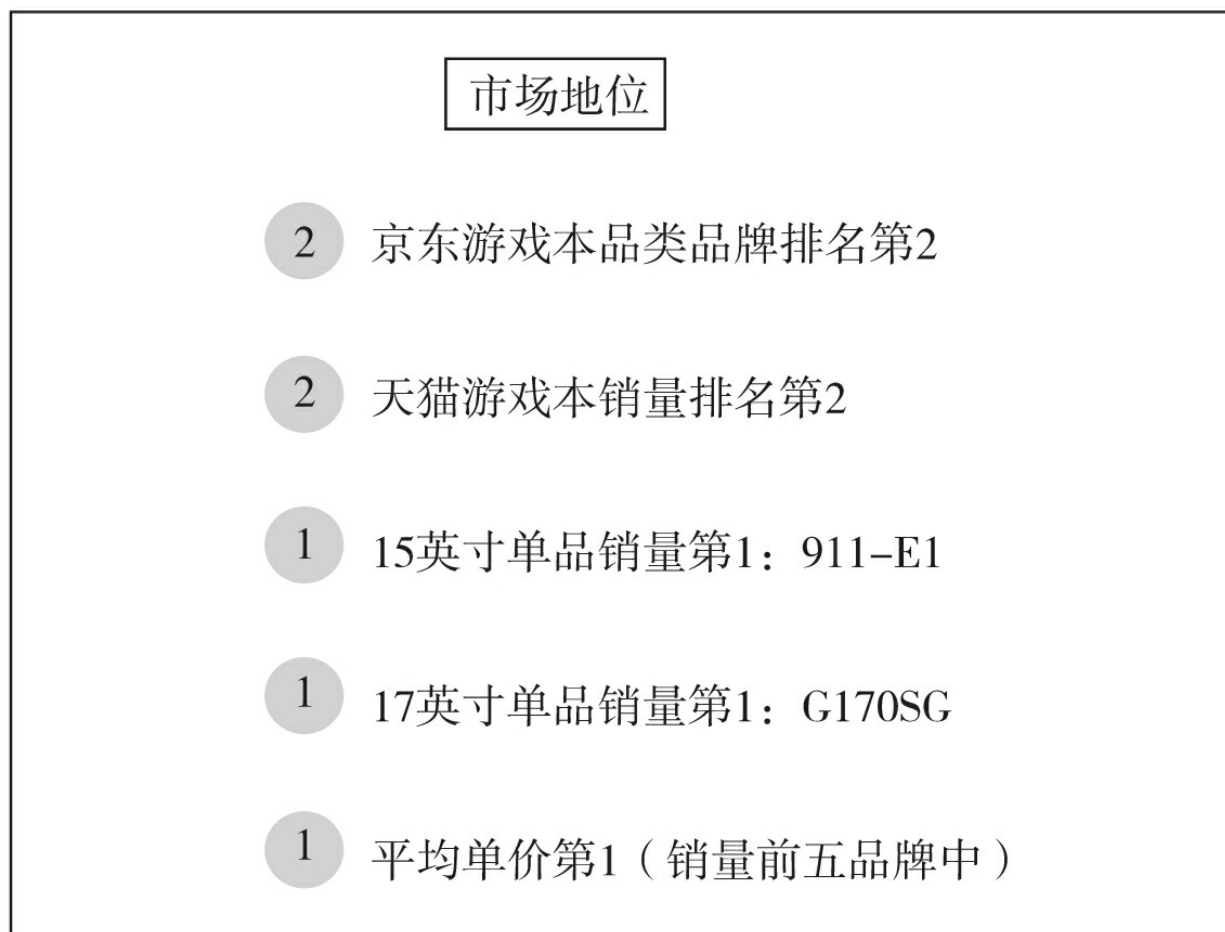 市场地位
2 京东游戏本品类品牌排名第2
2 天猫游戏本销量排名第2
1 15英寸单品销量第1：911-E1
1 17英寸单品销量第1：G170SG
1 平均单价第1（销量前五品牌中）